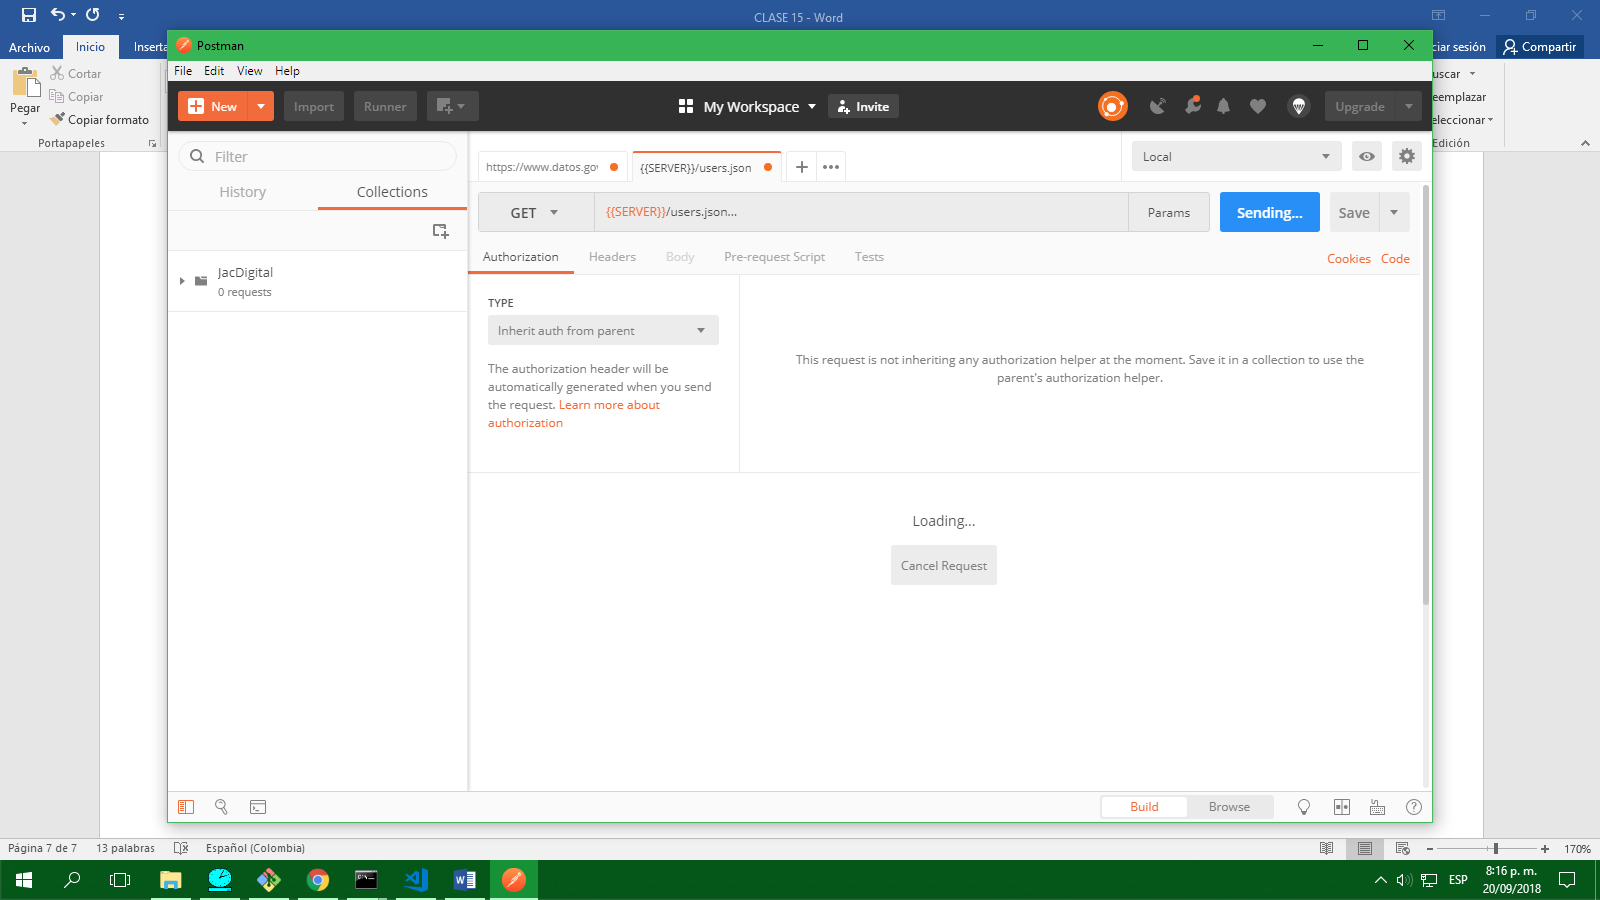 CLASE 15 - Word
Archivo
Inicio
Inserta
ciar sesión
Compartir
Pegar
Cortar
Copiar
Copiar formato
Portapapeles
uscar
eemplazar
eleccionar
Edición
Postman
File
Edit
View
Help
New
Import
Runner
My Workspace
Invite
Upgrade
Filter
History
Collections
JacDigital
0 requests
https://www.datos.gov
{{SERVER}}/users.json
Local
GET
{{SERVER}}/users.json...
Params
Sending...
Save
Authorization
Headers
Body
Pre-request Script
Tests
Cookies
Code
TYPE
Inherit auth from parent
The authorization header will be
automatically generated when you send
the request. Learn more about
authorization
This request is not inheriting any authorization helper at the moment. Save it in a collection to use the
parent's authorization helper.
Loading...
Cancel Request
Build
Browse
Página 7 de 7
13 palabras
Español (Colombia)
170%
ESP
8:16 p. m.
20/09/2018